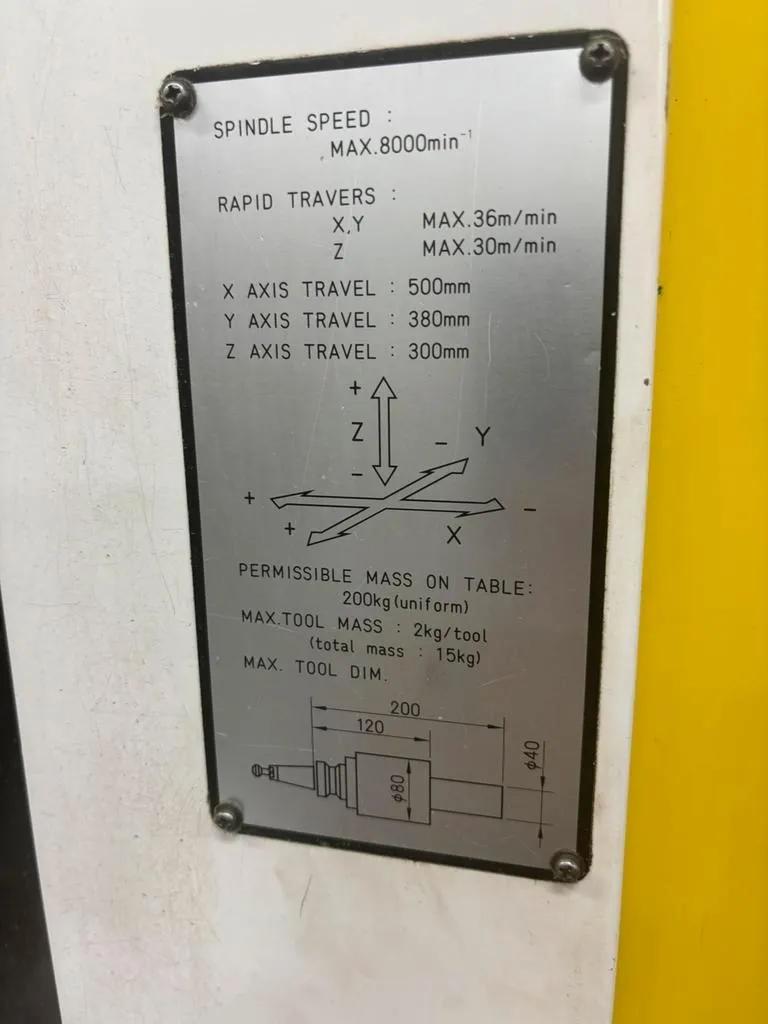 SPINDLE SPEED :
MAX.8000min⁻¹
RAPID TRAVERS :
X,Y MAX.36m/min
Z MAX.30m/min
X AXIS TRAVEL : 500mm
Y AXIS TRAVEL : 380mm
Z AXIS TRAVEL : 300mm
+
Z
− Y
−
+ −
+ X
PERMISSIBLE MASS ON TABLE:
200kg(uniform)
MAX.TOOL MASS : 2kg/tool
(total mass : 15kg)
MAX. TOOL DIM.
200
120
φ80
φ40